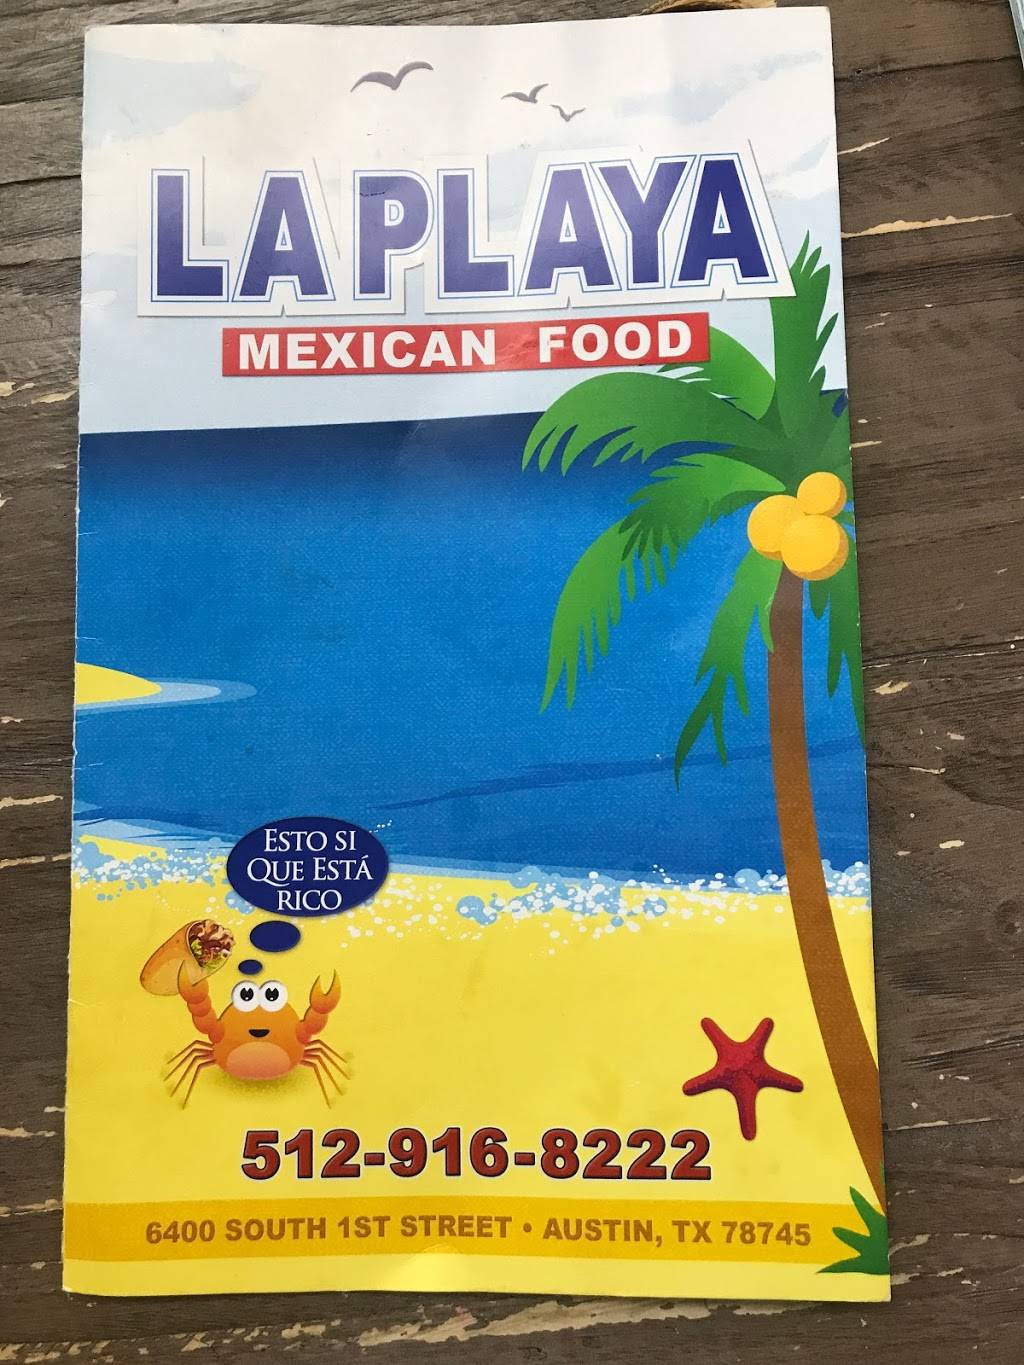 LA PLAYA
MEXICAN FOOD
ESTO SI
QUE ESTÁ
RICO
512-916-8222
6400 SOUTH 1ST STREET • AUSTIN, TX 78745